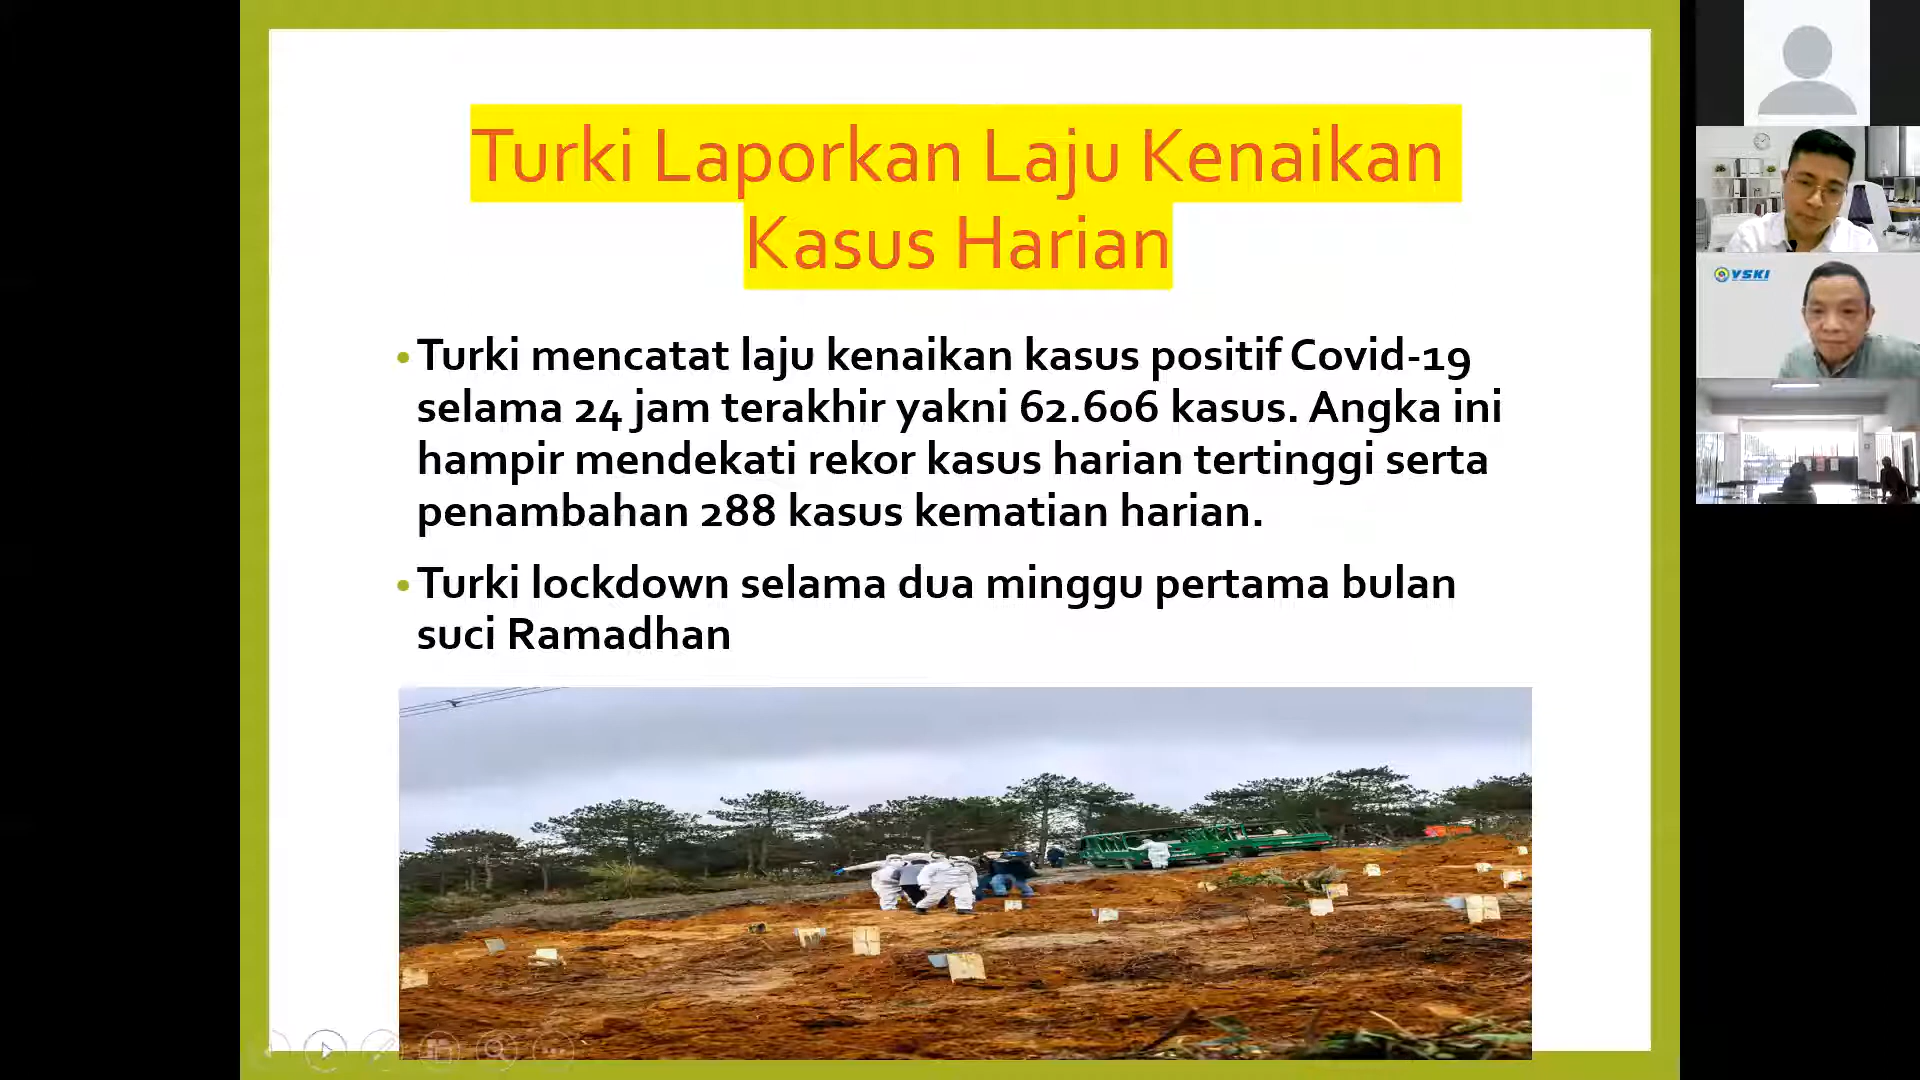 Turki Laporkan Laju Kenaikan
Kasus Harian
• Turki mencatat laju kenaikan kasus positif Covid-19
selama 24 jam terakhir yakni 62.606 kasus. Angka ini
hampir mendekati rekor kasus harian tertinggi serta
penambahan 288 kasus kematian harian.
• Turki lockdown selama dua minggu pertama bulan
suci Ramadhan
VSKI